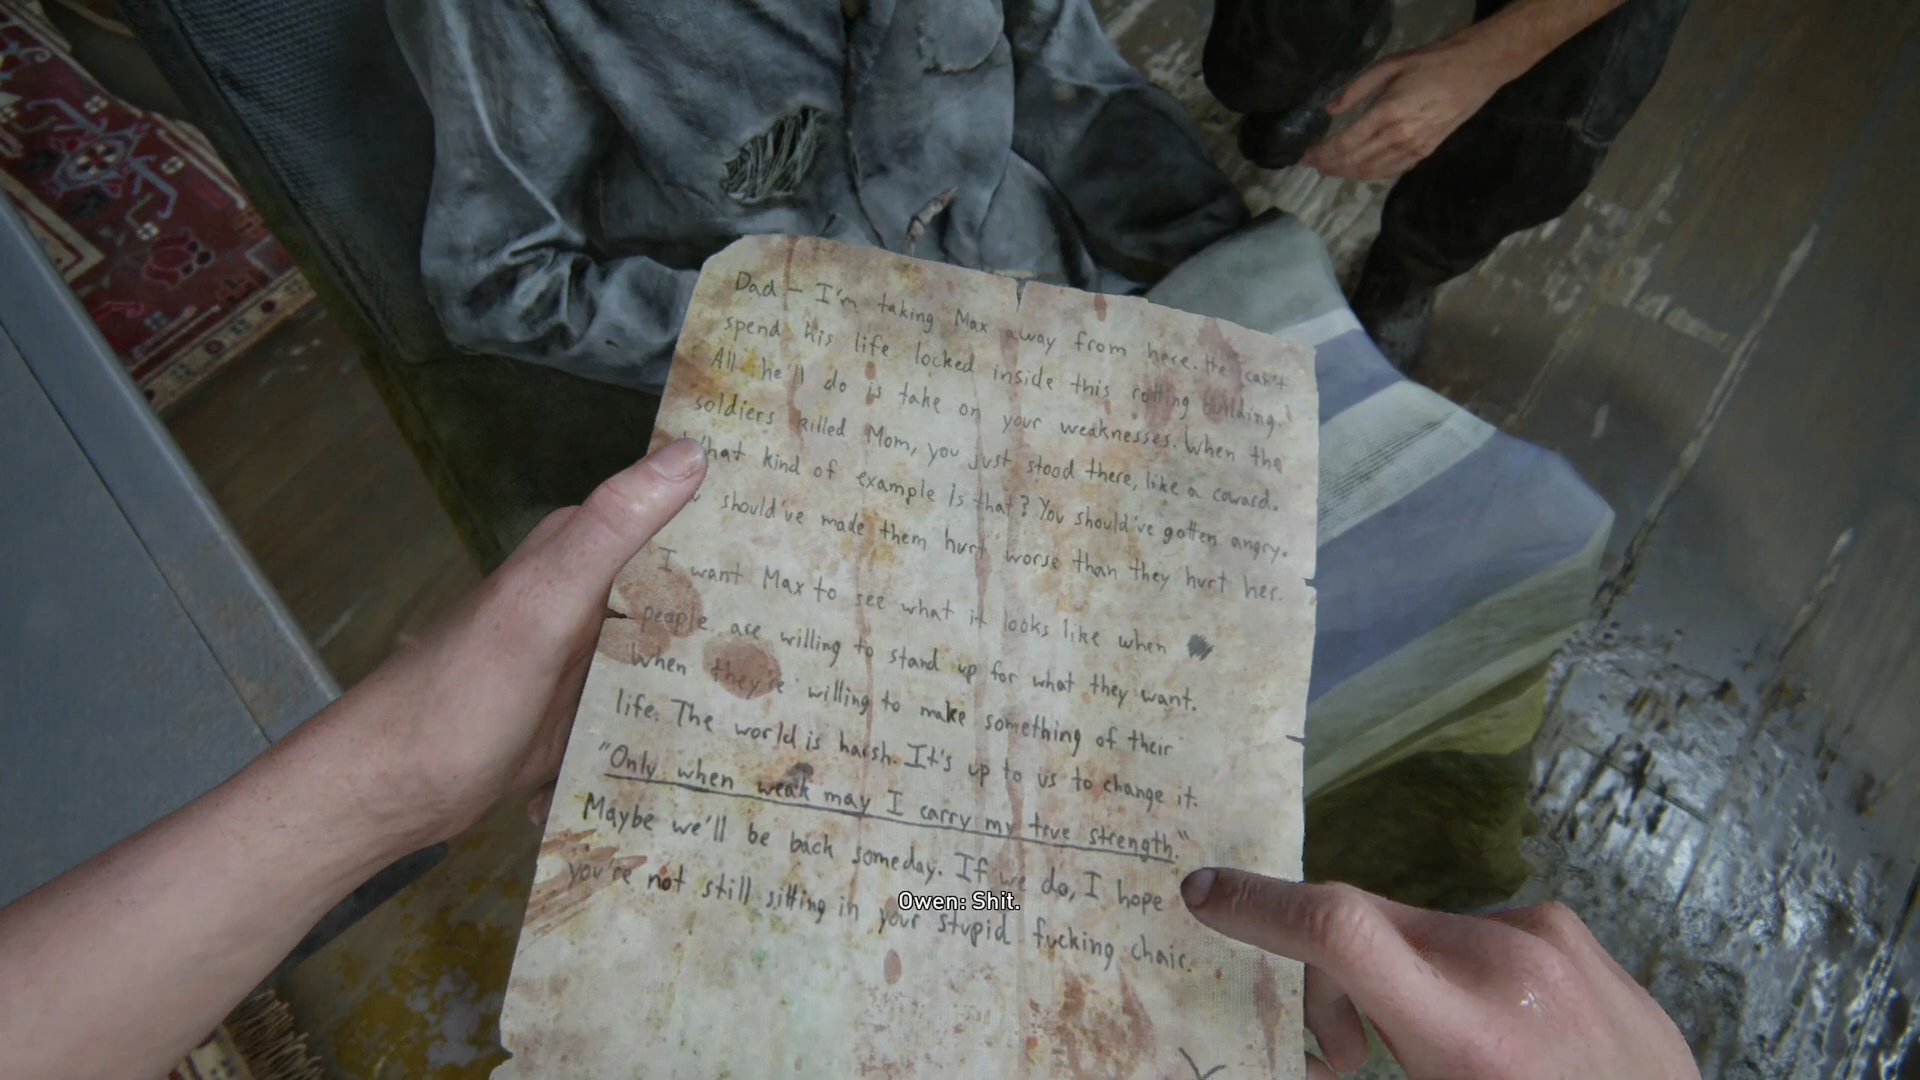 Dad – I'm taking Max away from here. He can't
spend his life locked inside this rotting building.
All he'll do is take on your weaknesses. When the
soldiers killed Mom, you just stood there, like a coward.
What kind of example is that? You should've gotten angry.
should've made them hurt worse than they hurt her.
I want Max to see what it looks like when
people are willing to stand up for what they want.
When they're willing to make something of their
life. The world is harsh. It's up to us to change it.
"Only when weak may I carry my true strength."
Maybe we'll be back someday. If we do, I hope
you're not still sitting in your stupid fucking chair.
Owen: Shit.